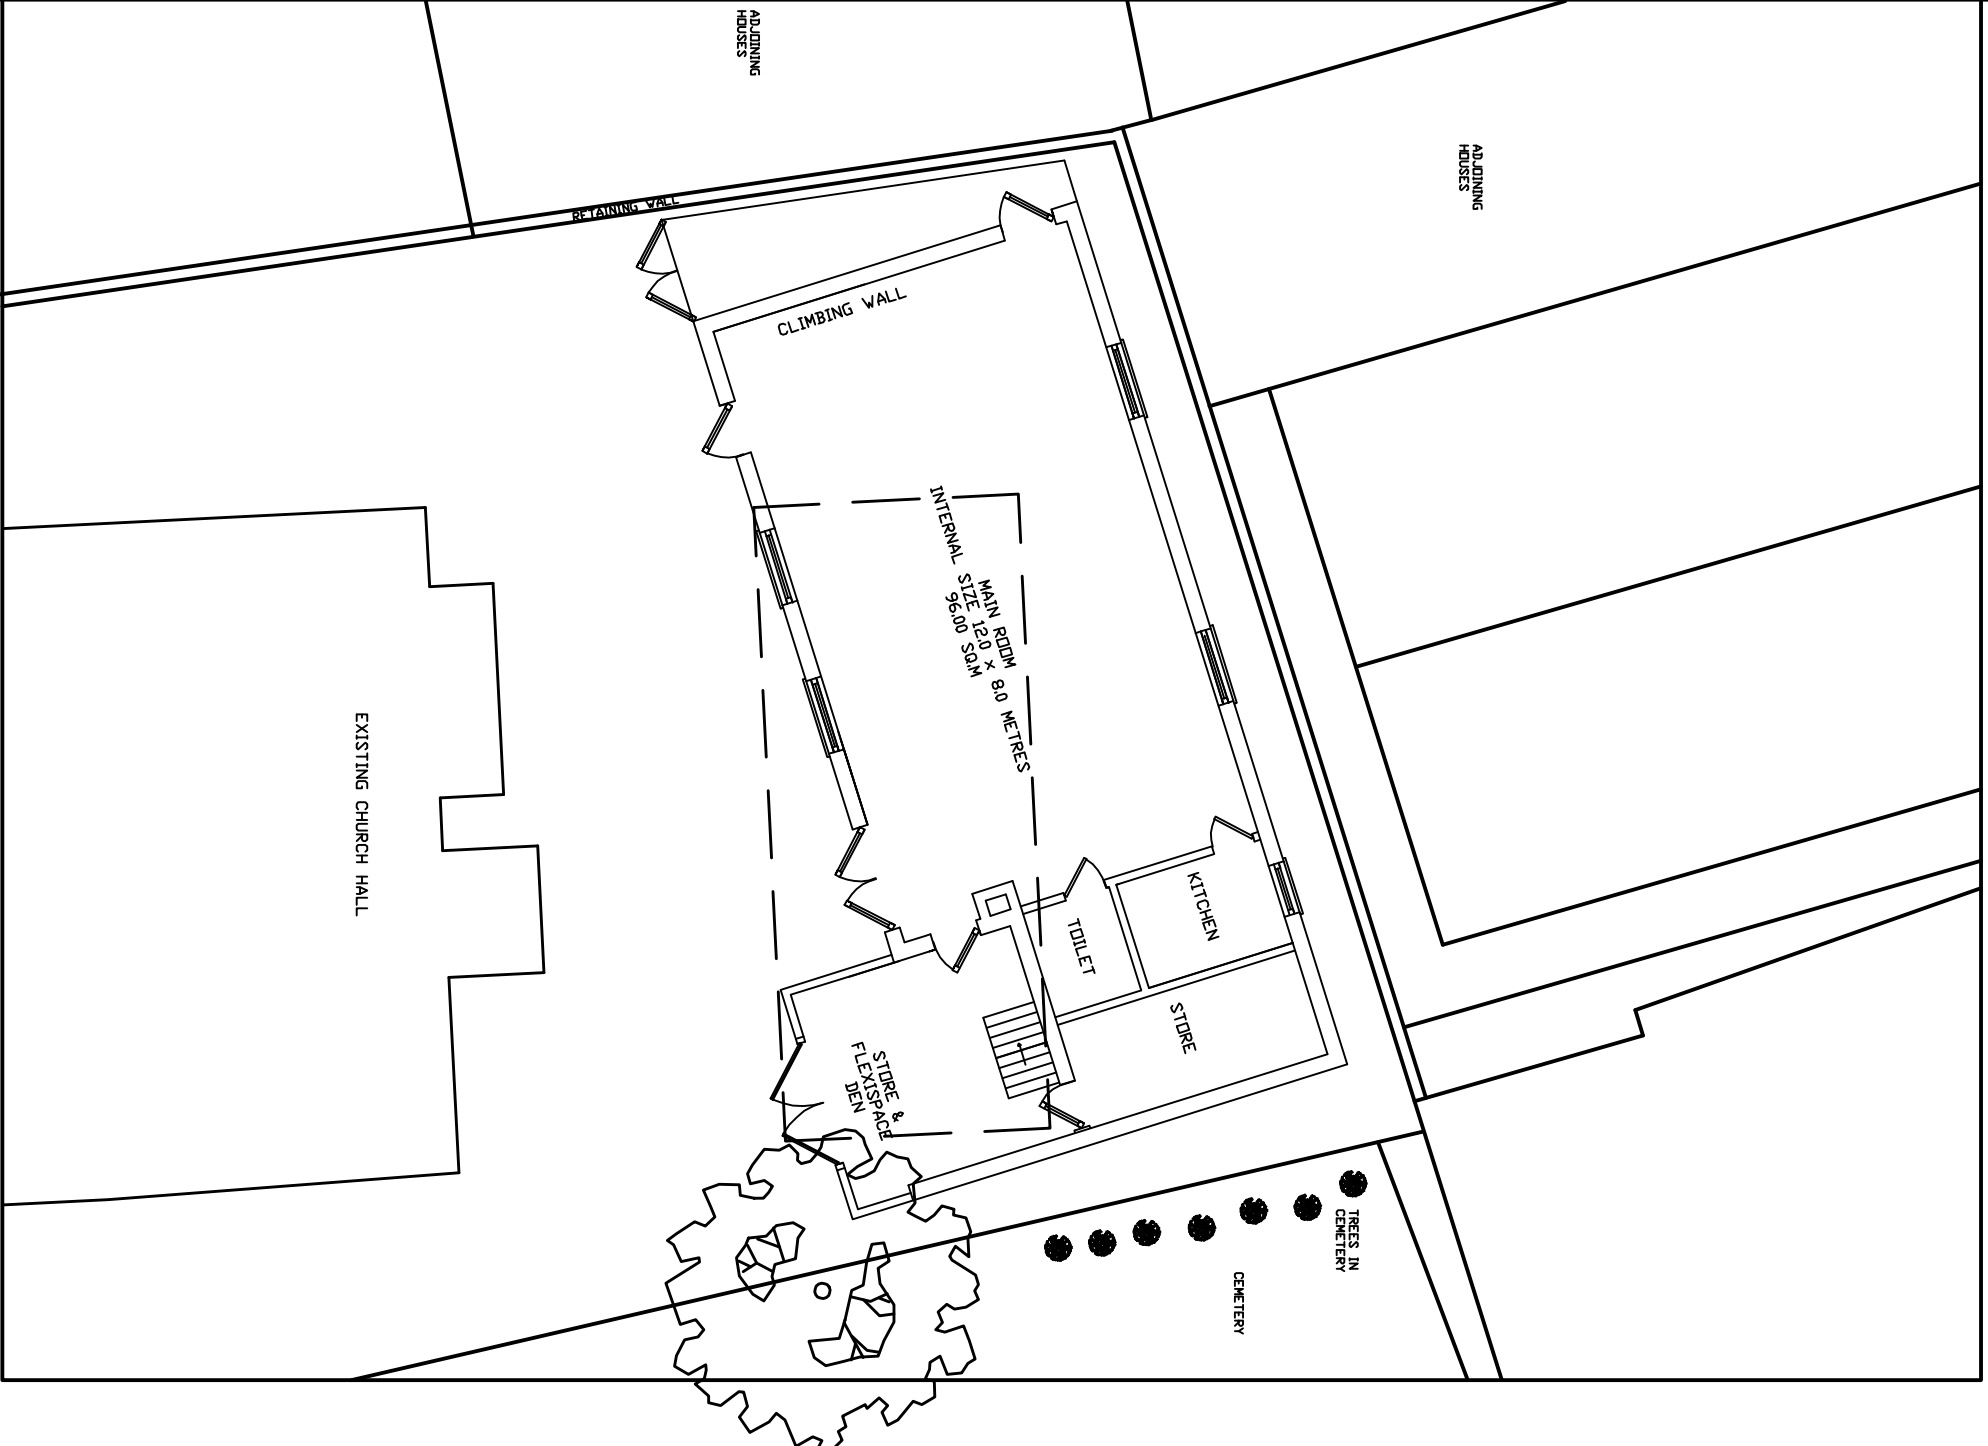 ADJOINING
HOUSES
ADJOINING
HOUSES
RETAINING WALL
CLIMBING WALL
MAIN ROOM
INTERNAL SIZE 12.0 x 8.0 METRES
96.00 SQ.M
EXISTING CHURCH HALL
KITCHEN
TOILET
STORE
STORE &
FLEXISPACE
DEN
TREES IN
CEMETERY
CEMETERY